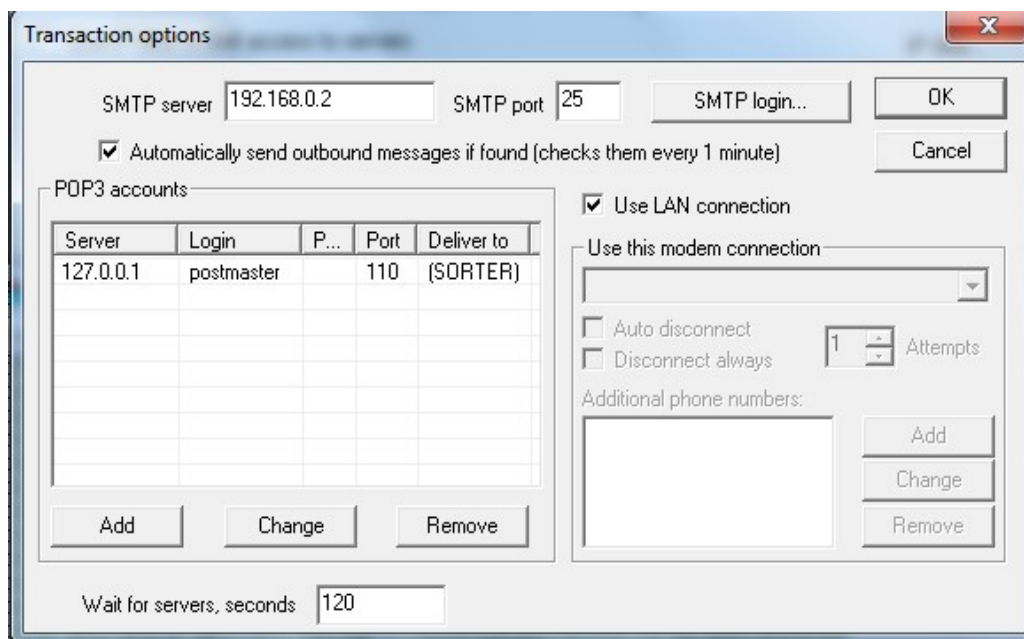 Transaction options
SMTP server 192.168.0.2 SMTP port 25 SMTP login... OK
Automatically send outbound messages if found (checks them every 1 minute) Cancel
POP3 accounts
Server Login P... Port Deliver to
127.0.0.1 postmaster 110 (SORTER)
Add Change Remove
Use LAN connection
Use this modem connection
Auto disconnect
Disconnect always
1 Attempts
Additional phone numbers:
Add
Change
Remove
Wait for servers, seconds 120